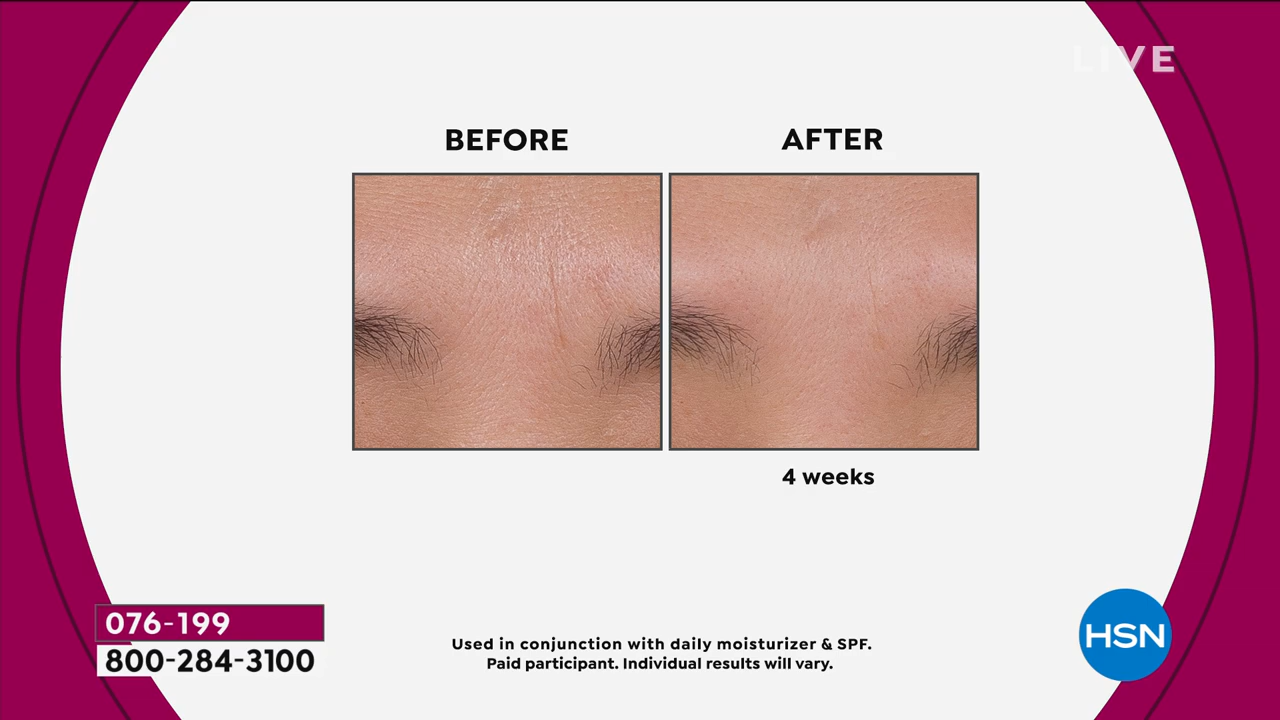 LIVE
BEFORE
AFTER
4 weeks
076-199
800-284-3100
Used in conjunction with daily moisturizer & SPF.
Paid participant. Individual results will vary.
HSN